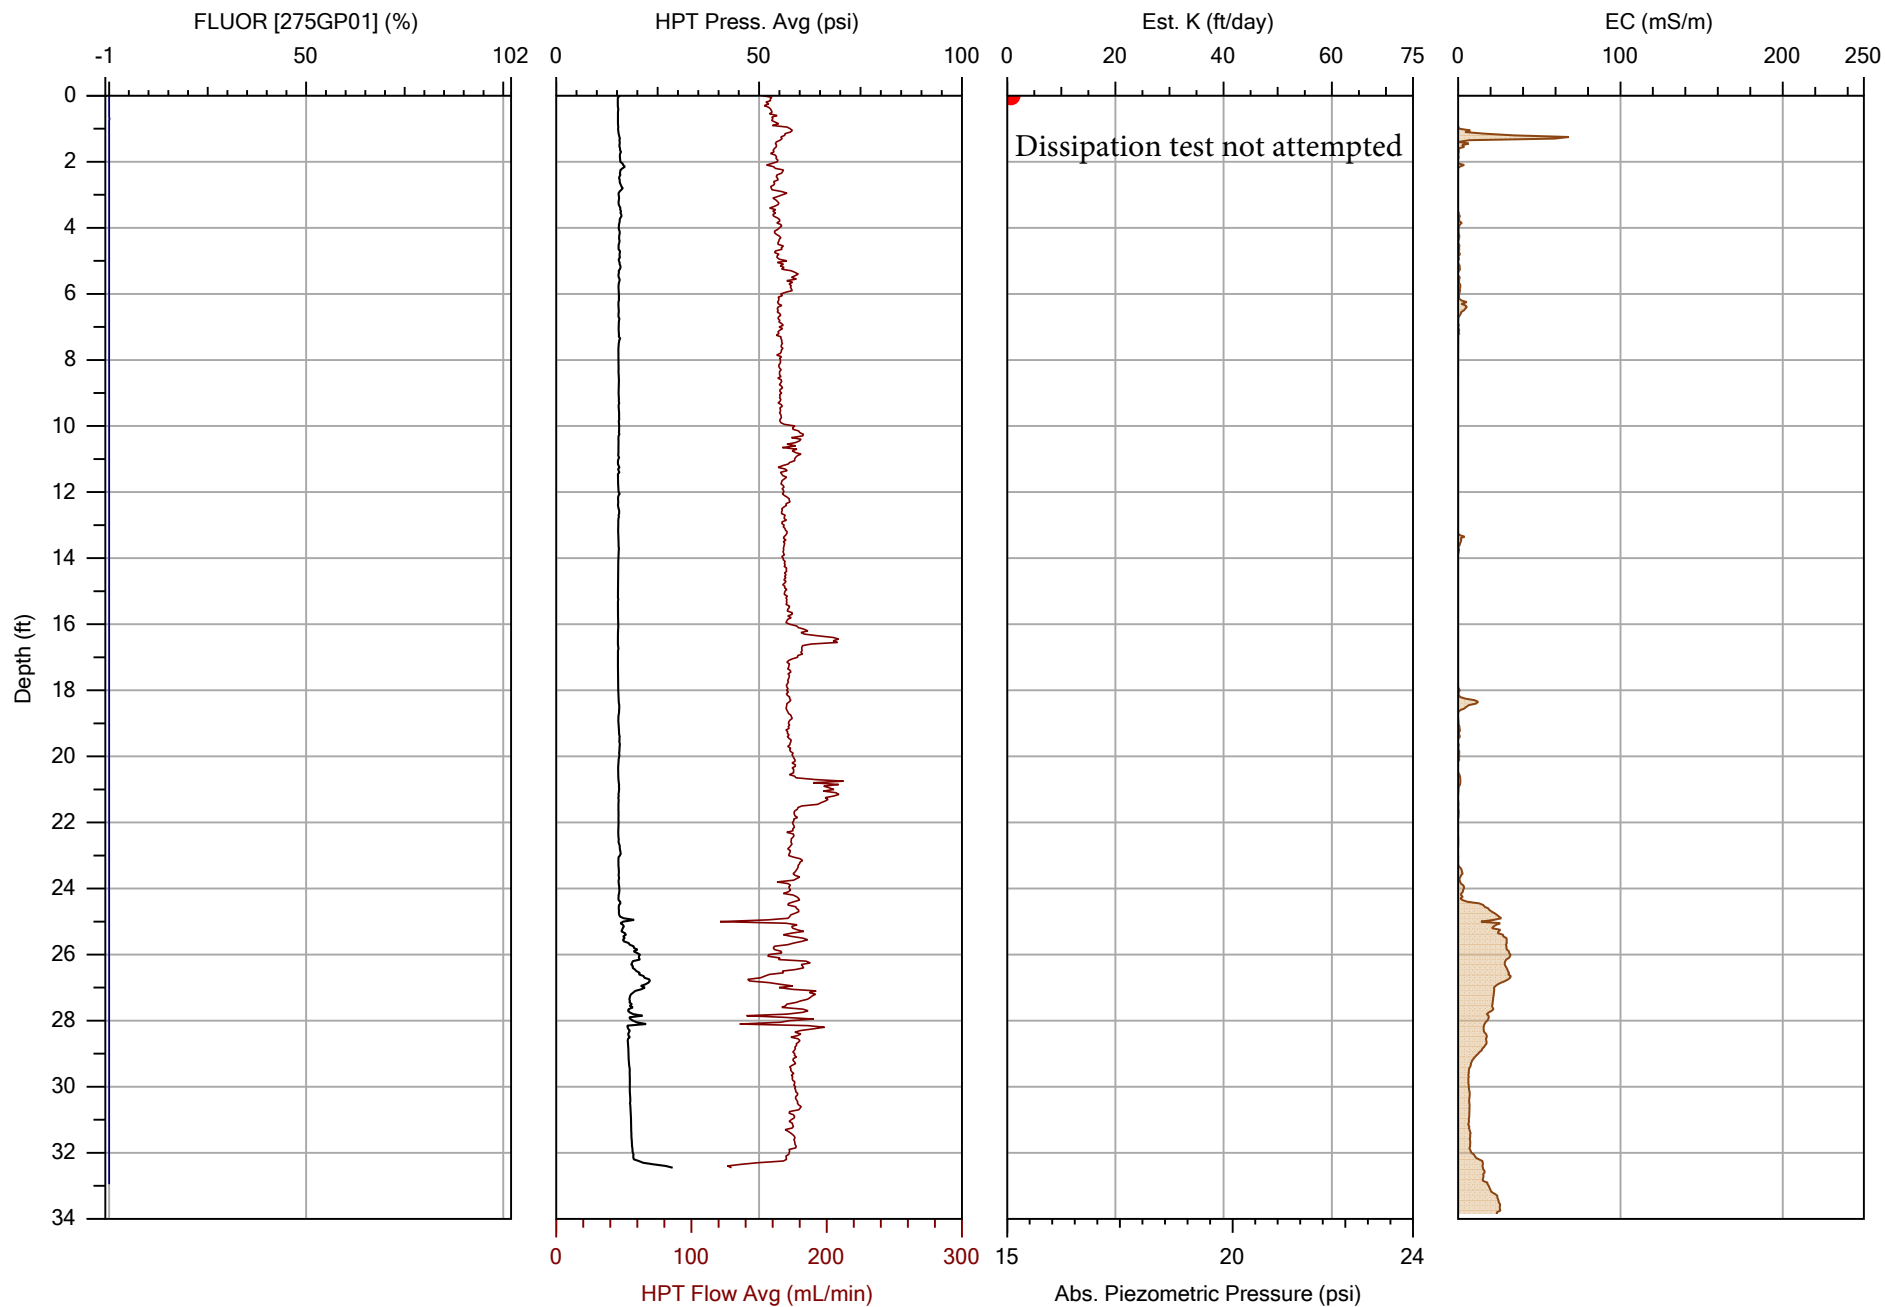 FLUOR [275GP01] (%)
HPT Press. Avg (psi)
Est. K (ft/day)
EC (mS/m)
-1 50 102
0 50 100
0 20 40 60 75
0 100 200 250
0
2
4
6
8
10
12
14
16
18
20
22
24
26
28
30
32
34
Depth (ft)
Dissipation test not attempted
0 100 200 300
15 20 24
HPT Flow Avg (mL/min)
Abs. Piezometric Pressure (psi)